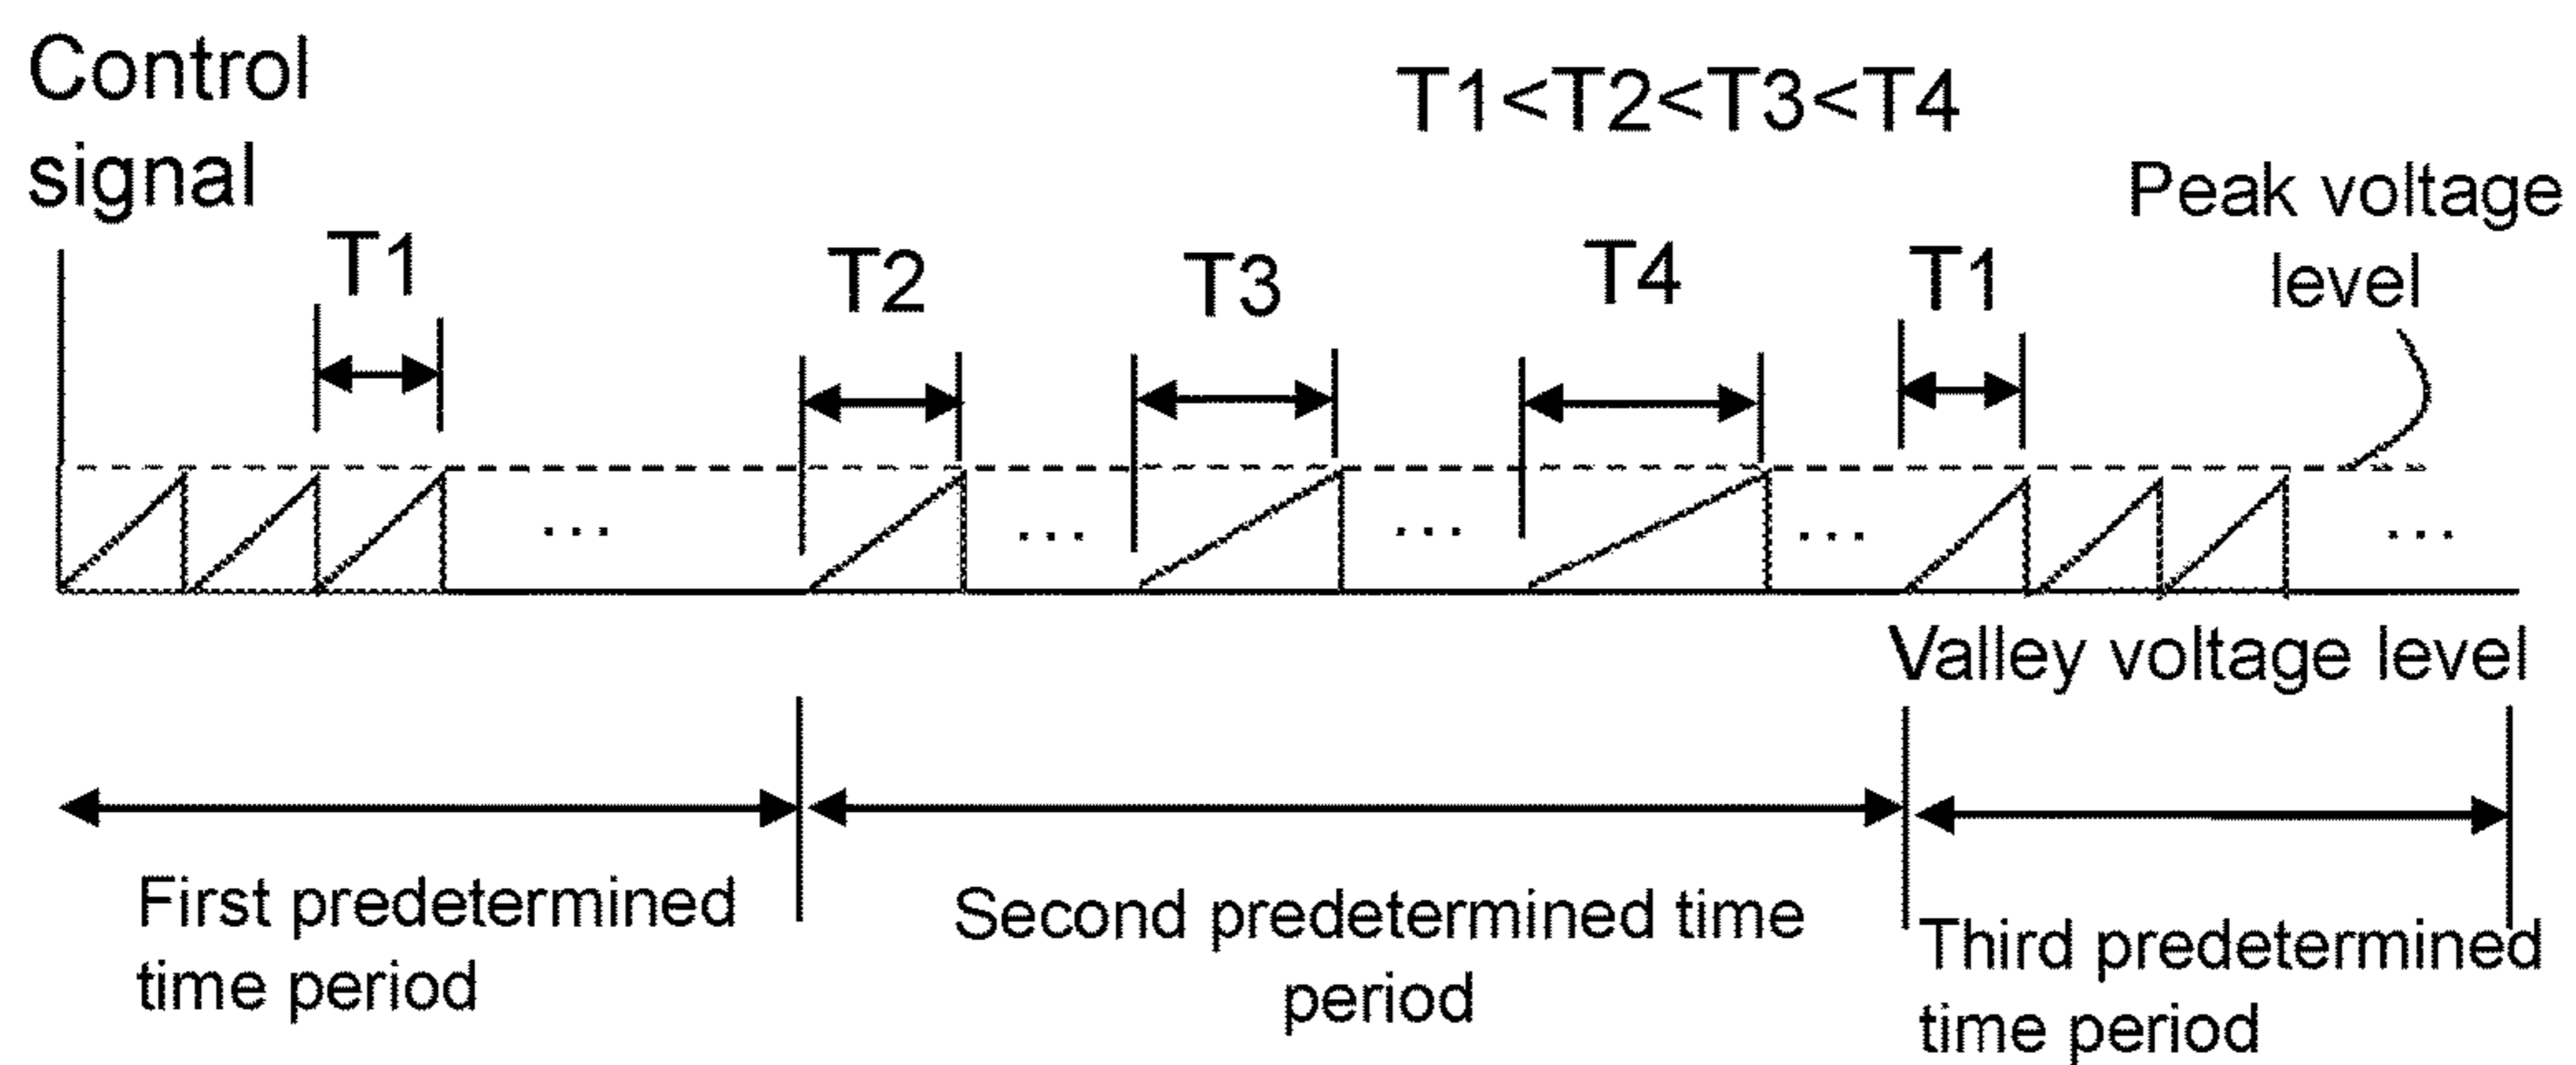 Control
signal
T1<T2<T3<T4
Peak voltage
level
T1
T2
T3
T4
T1
...
...
...
...
...
Valley voltage level
First predetermined
time period
Second predetermined time
period
Third predetermined
time period